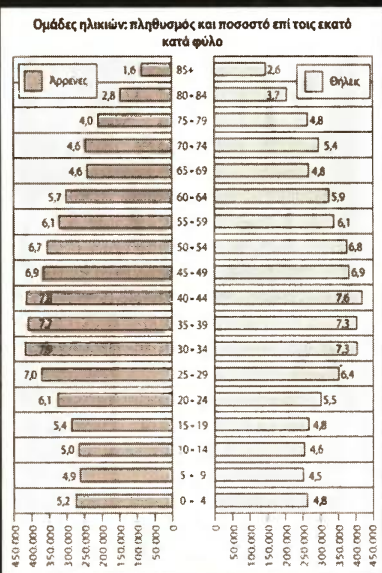 Ομάδες ηλικιών: πληθυσμός και ποσοστό επί τοις εκατό
κατά φύλο
Άρρενες
Θήλεις
1,6 85+ 2,6
2,8 80 - 84 3,7
4,0 75 - 79 4,8
4,6 70 - 74 5,4
4,6 65 - 69 4,8
5,7 60 - 64 5,9
6,1 55 - 59 6,1
6,7 50 - 54 6,8
6,9 45 - 49 6,9
7,8 40 - 44 7,6
7,7 35 - 39 7,3
7,9 30 - 34 7,3
7,0 25 - 29 6,4
6,1 20 - 24 5,5
5,4 15 - 19 4,8
5,0 10 - 14 4,6
4,9 5 - 9 4,5
5,2 0 - 4 4,8
450.000 400.000 350.000 300.000 250.000 200.000 150.000 100.000 50.000 0 0 50.000 100.000 150.000 200.000 250.000 300.000 350.000 400.000 450.000